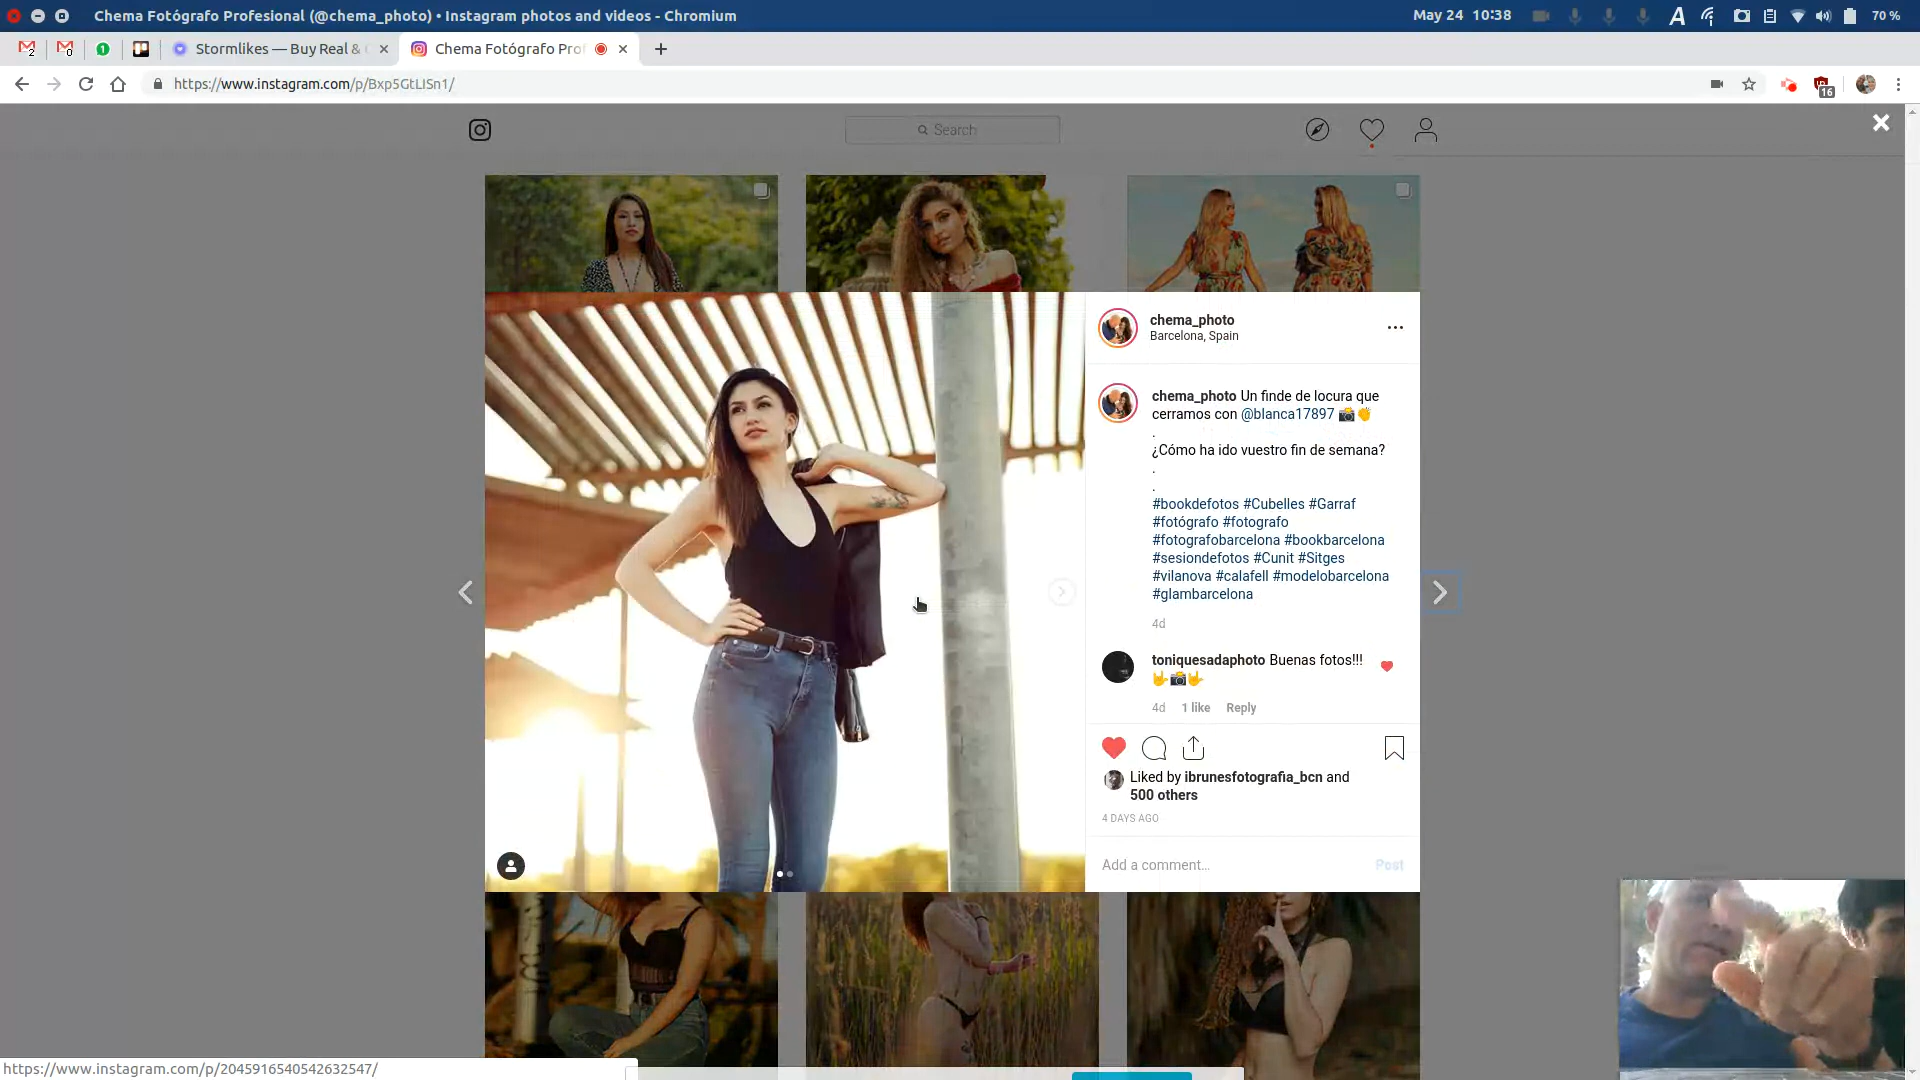 Chema Fotógrafo Profesional (@chema_photo) • Instagram photos and videos - Chromium
May 24 10:38
70 %
2
0
1
Stormlikes — Buy Real &
Chema Fotógrafo Pro
https://www.instagram.com/p/Bxp5GtLISn1/
16
Search
chema_photo
Barcelona, Spain
chema_photo Un finde de locura que
cerramos con @blanca17897 📸👏
.
¿Cómo ha ido vuestro fin de semana?
.
.
#bookdefotos #Cubelles #Garraf
#fotógrafo #fotografo
#fotografobarcelona #bookbarcelona
#sesiondefotos #Cunit #Sitges
#vilanova #calafell #modelobarcelona
#glambarcelona
4d
toniquesadaphoto Buenas fotos!!!
🤟📸🤟
4d 1 like Reply
Liked by ibrunesfotografia_bcn and
500 others
4 DAYS AGO
Add a comment...
Post
https://www.instagram.com/p/2045916540542632547/